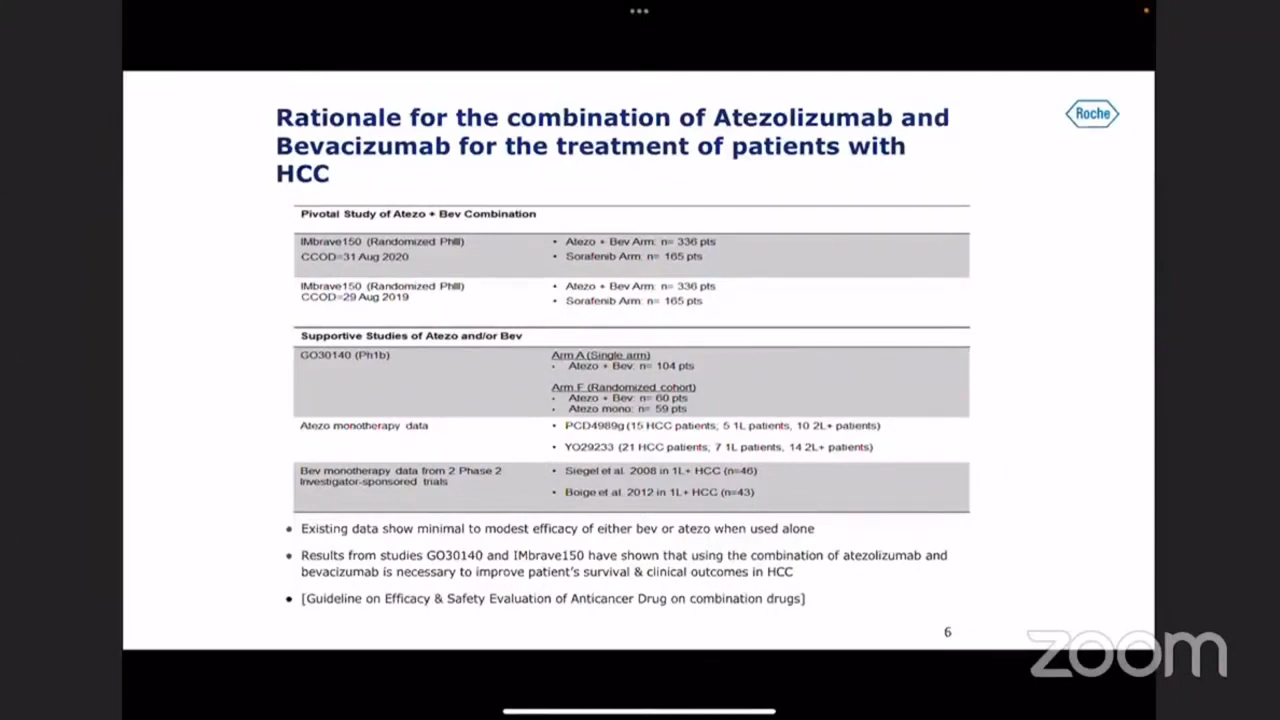 Rationale for the combination of Atezolizumab and
Bevacizumab for the treatment of patients with
HCC
Roche
Pivotal Study of Atezo + Bev Combination
IMbrave150 (Randomized PhIII)
CCOD=31 Aug 2020
• Atezo + Bev Arm: n= 336 pts
• Sorafenib Arm: n= 165 pts
IMbrave150 (Randomized PhIII)
CCOD=29 Aug 2019
• Atezo + Bev Arm: n= 336 pts
• Sorafenib Arm: n= 165 pts
Supportive Studies of Atezo and/or Bev
GO30140 (Ph1b)
Arm A (Single arm)
• Atezo + Bev: n= 104 pts
Arm F (Randomized cohort)
• Atezo + Bev: n= 60 pts
• Atezo mono: n= 59 pts
Atezo monotherapy data
• PCD4989g (15 HCC patients; 5 1L patients, 10 2L+ patients)
• YO29233 (21 HCC patients; 7 1L patients, 14 2L+ patients)
Bev monotherapy data from 2 Phase 2
Investigator-sponsored trials
• Siegel et al. 2008 in 1L+ HCC (n=46)
• Boige et al. 2012 in 1L+ HCC (n=43)
• Existing data show minimal to modest efficacy of either bev or atezo when used alone
• Results from studies GO30140 and IMbrave150 have shown that using the combination of atezolizumab and
bevacizumab is necessary to improve patient's survival & clinical outcomes in HCC
• [Guideline on Efficacy & Safety Evaluation of Anticancer Drug on combination drugs]
6
zoom